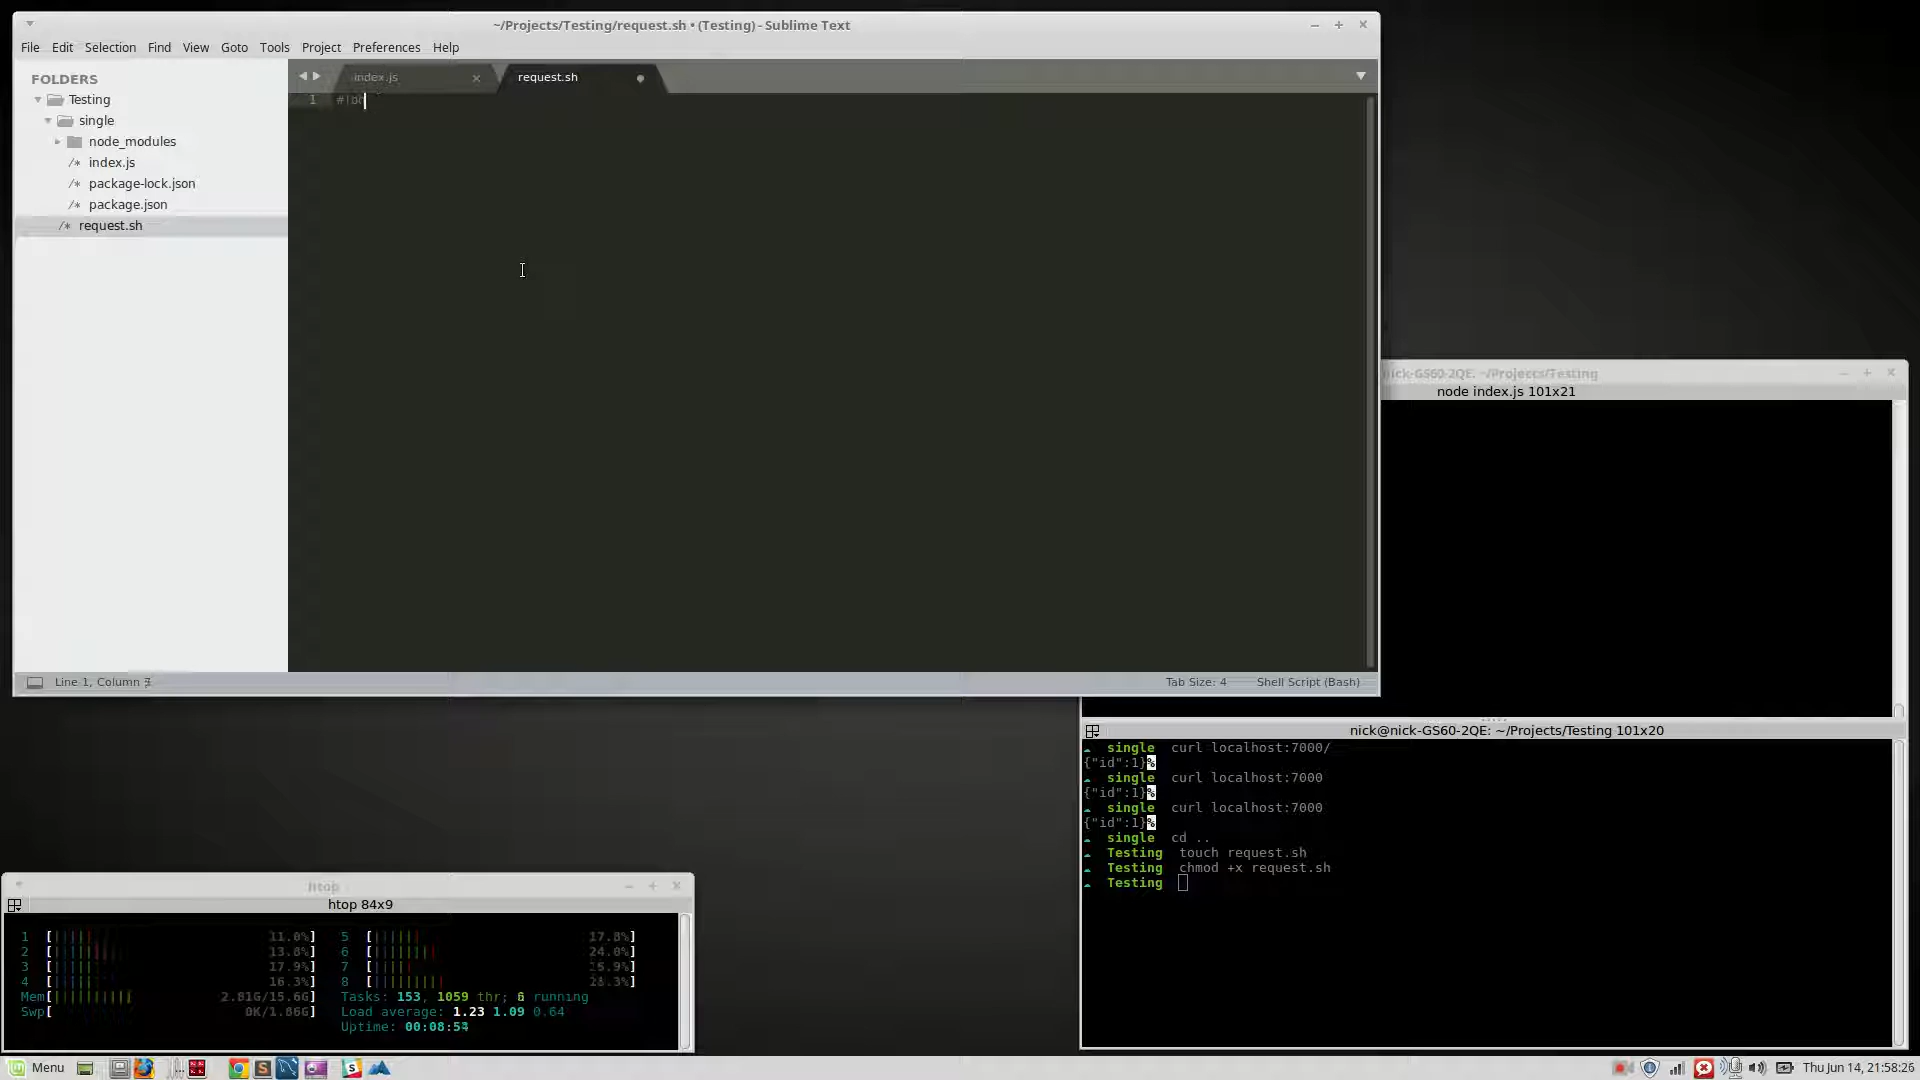 ~/Projects/Testing/request.sh • (Testing) - Sublime Text
File Edit Selection Find View Goto Tools Project Preferences Help
FOLDERS
Testing
single
node_modules
/* index.js
/* package-lock.json
/* package.json
/* request.sh
index.js
request.sh
1
Line 1, Column
Tab Size: 4
Shell Script (Bash)
nick-GS60-2QE: ~/Projects/Testing
node index.js 101x21
nick@nick-GS60-2QE: ~/Projects/Testing 101x20
single curl localhost:7000/
{"id":1}%
single curl localhost:7000
{"id":1}%
single curl localhost:7000
{"id":1}%
single cd ..
Testing touch request.sh
Testing chmod +x request.sh
Testing
htop
htop 84x9
1 [ 11.0%] 5 [ 17.8%]
2 [ 13.8%] 6 [ 24.0%]
3 [ 17.9%] 7 [
4 [ 16.3%] 8 [
Mem[ 2.81G/15.6G] Tasks: 153, 1059 thr; running
Swp[ 0K/1.86G] Load average: 1.23 1.09 0.64
Uptime:
Menu
Thu Jun 14, 21:58:26